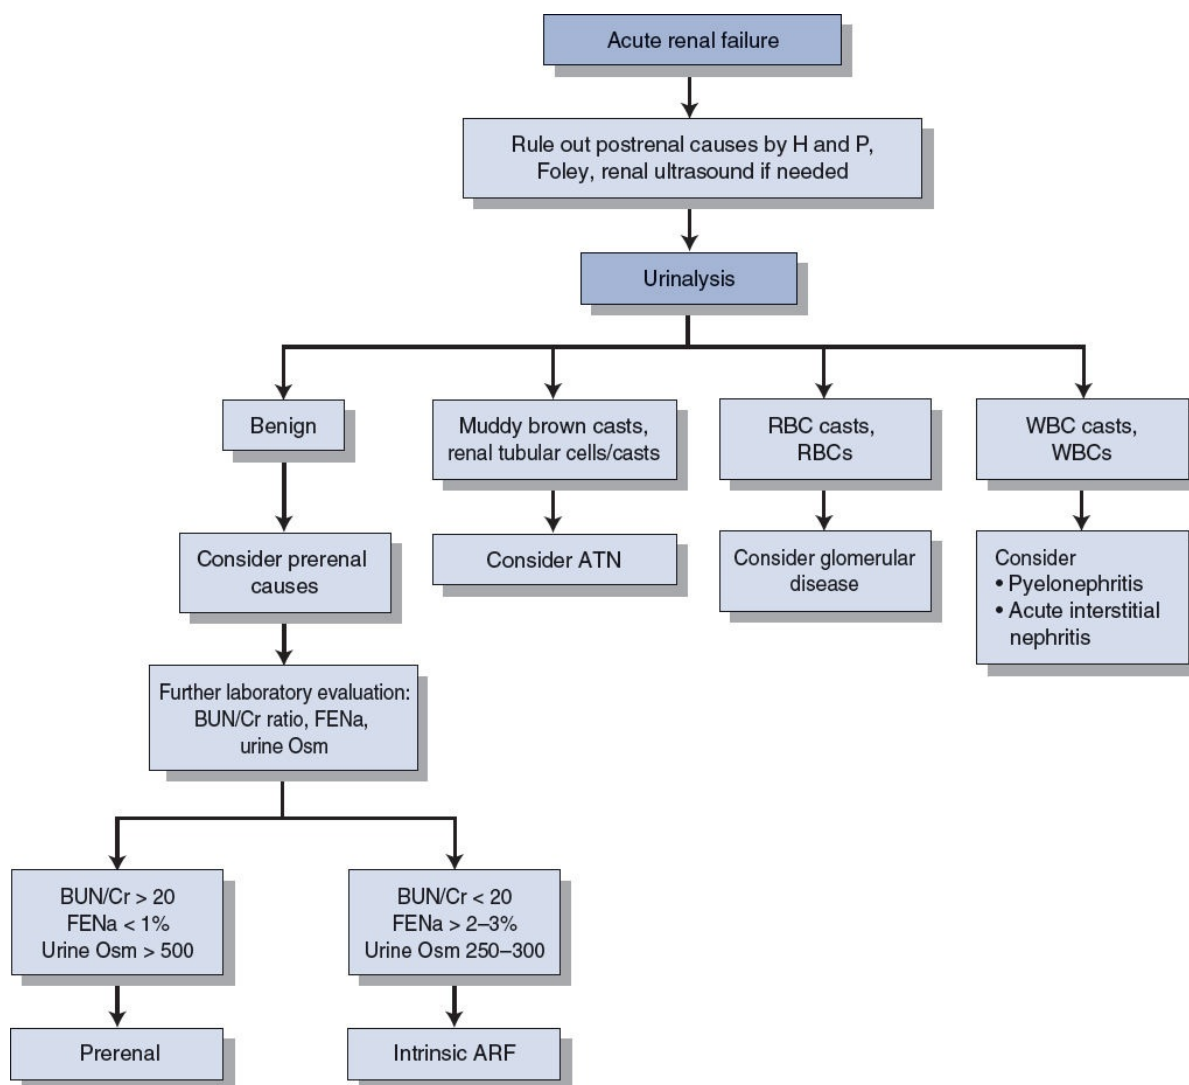 Acute renal failure
Rule out postrenal causes by H and P,
Foley, renal ultrasound if needed
Urinalysis
Benign
Muddy brown casts,
renal tubular cells/casts
RBC casts,
RBCs
WBC casts,
WBCs
Consider prerenal
causes
Consider ATN
Consider glomerular
disease
Consider
• Pyelonephritis
• Acute interstitial
nephritis
Further laboratory evaluation:
BUN/Cr ratio, FENa,
urine Osm
BUN/Cr > 20
FENa < 1%
Urine Osm > 500
BUN/Cr < 20
FENa > 2–3%
Urine Osm 250–300
Prerenal
Intrinsic ARF